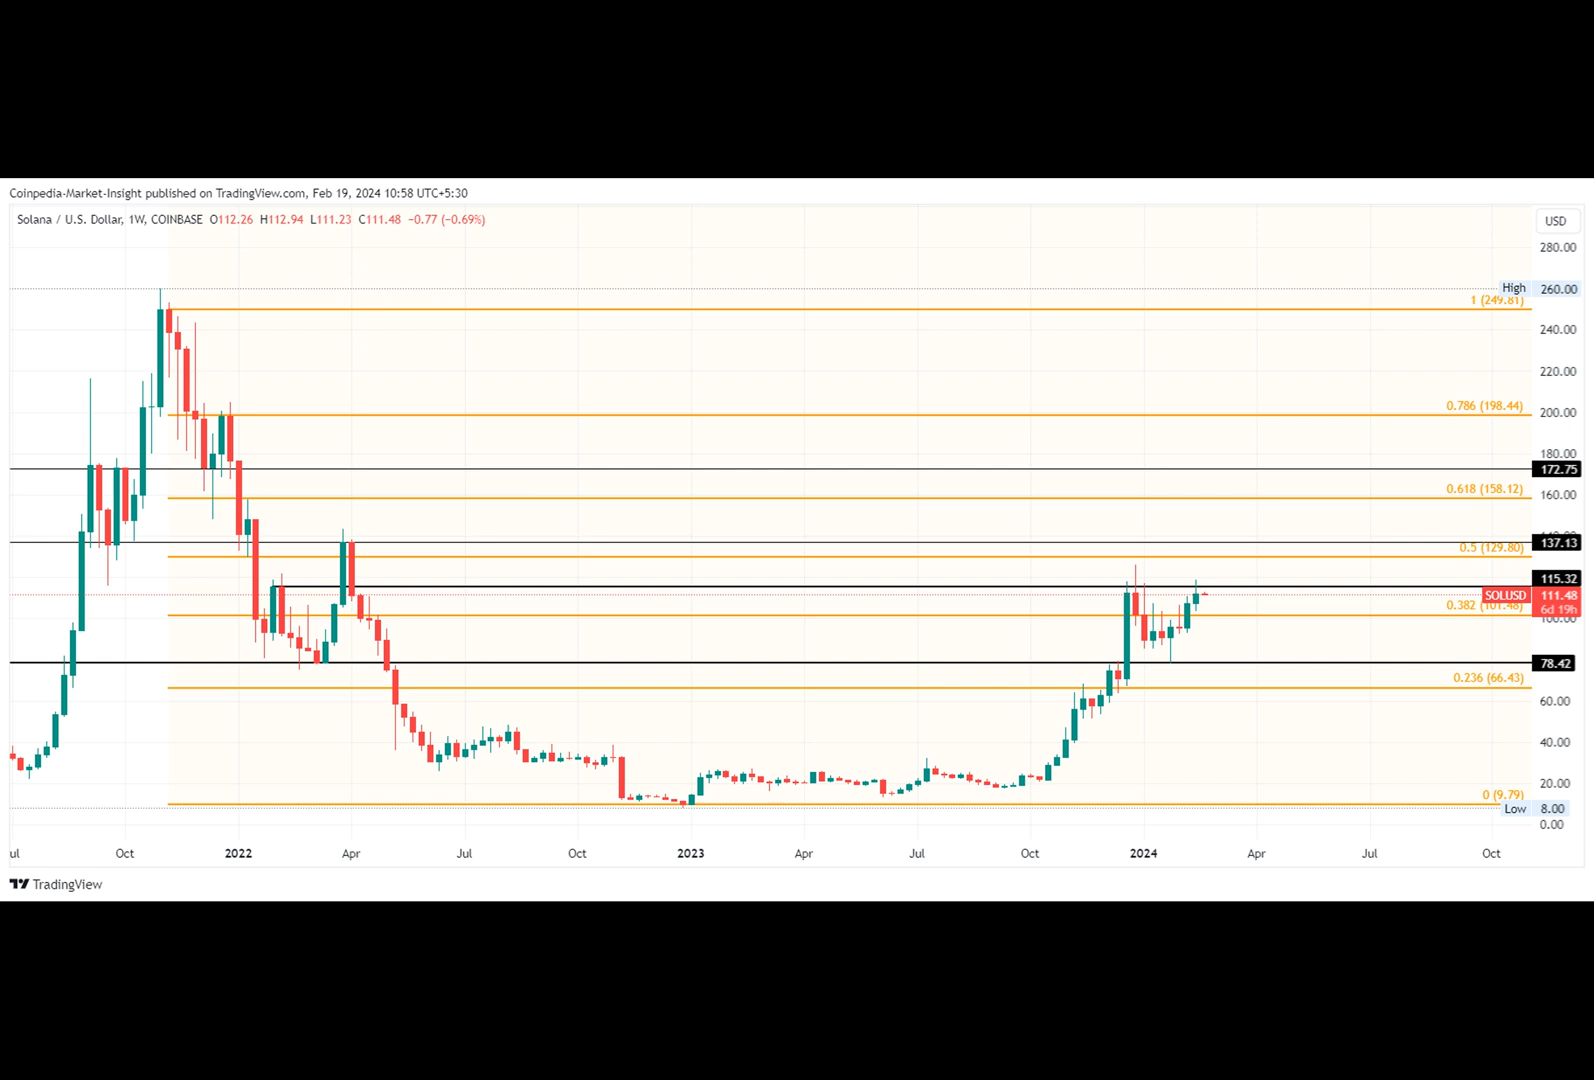 Coinpedia-Market-Insight published on TradingView.com, Feb 19, 2024 10:58 UTC+5:30
Solana / U.S. Dollar, 1W, COINBASE O112.26 H112.94 L111.23 C111.48 −0.77 (−0.69%)
USD
280.00
High 260.00
1 (249.81)
240.00
220.00
0.786 (198.44)
200.00
180.00
172.75
0.618 (158.12)
160.00
137.13
0.5 (129.80)
115.32
SOLUSD 111.48
0.382 (101.48) 6d 19h
100.00
78.42
0.236 (66.43)
60.00
40.00
20.00
0 (9.79)
Low 8.00
0.00
ul Oct 2022 Apr Jul Oct 2023 Apr Jul Oct 2024 Apr Jul Oct
TradingView